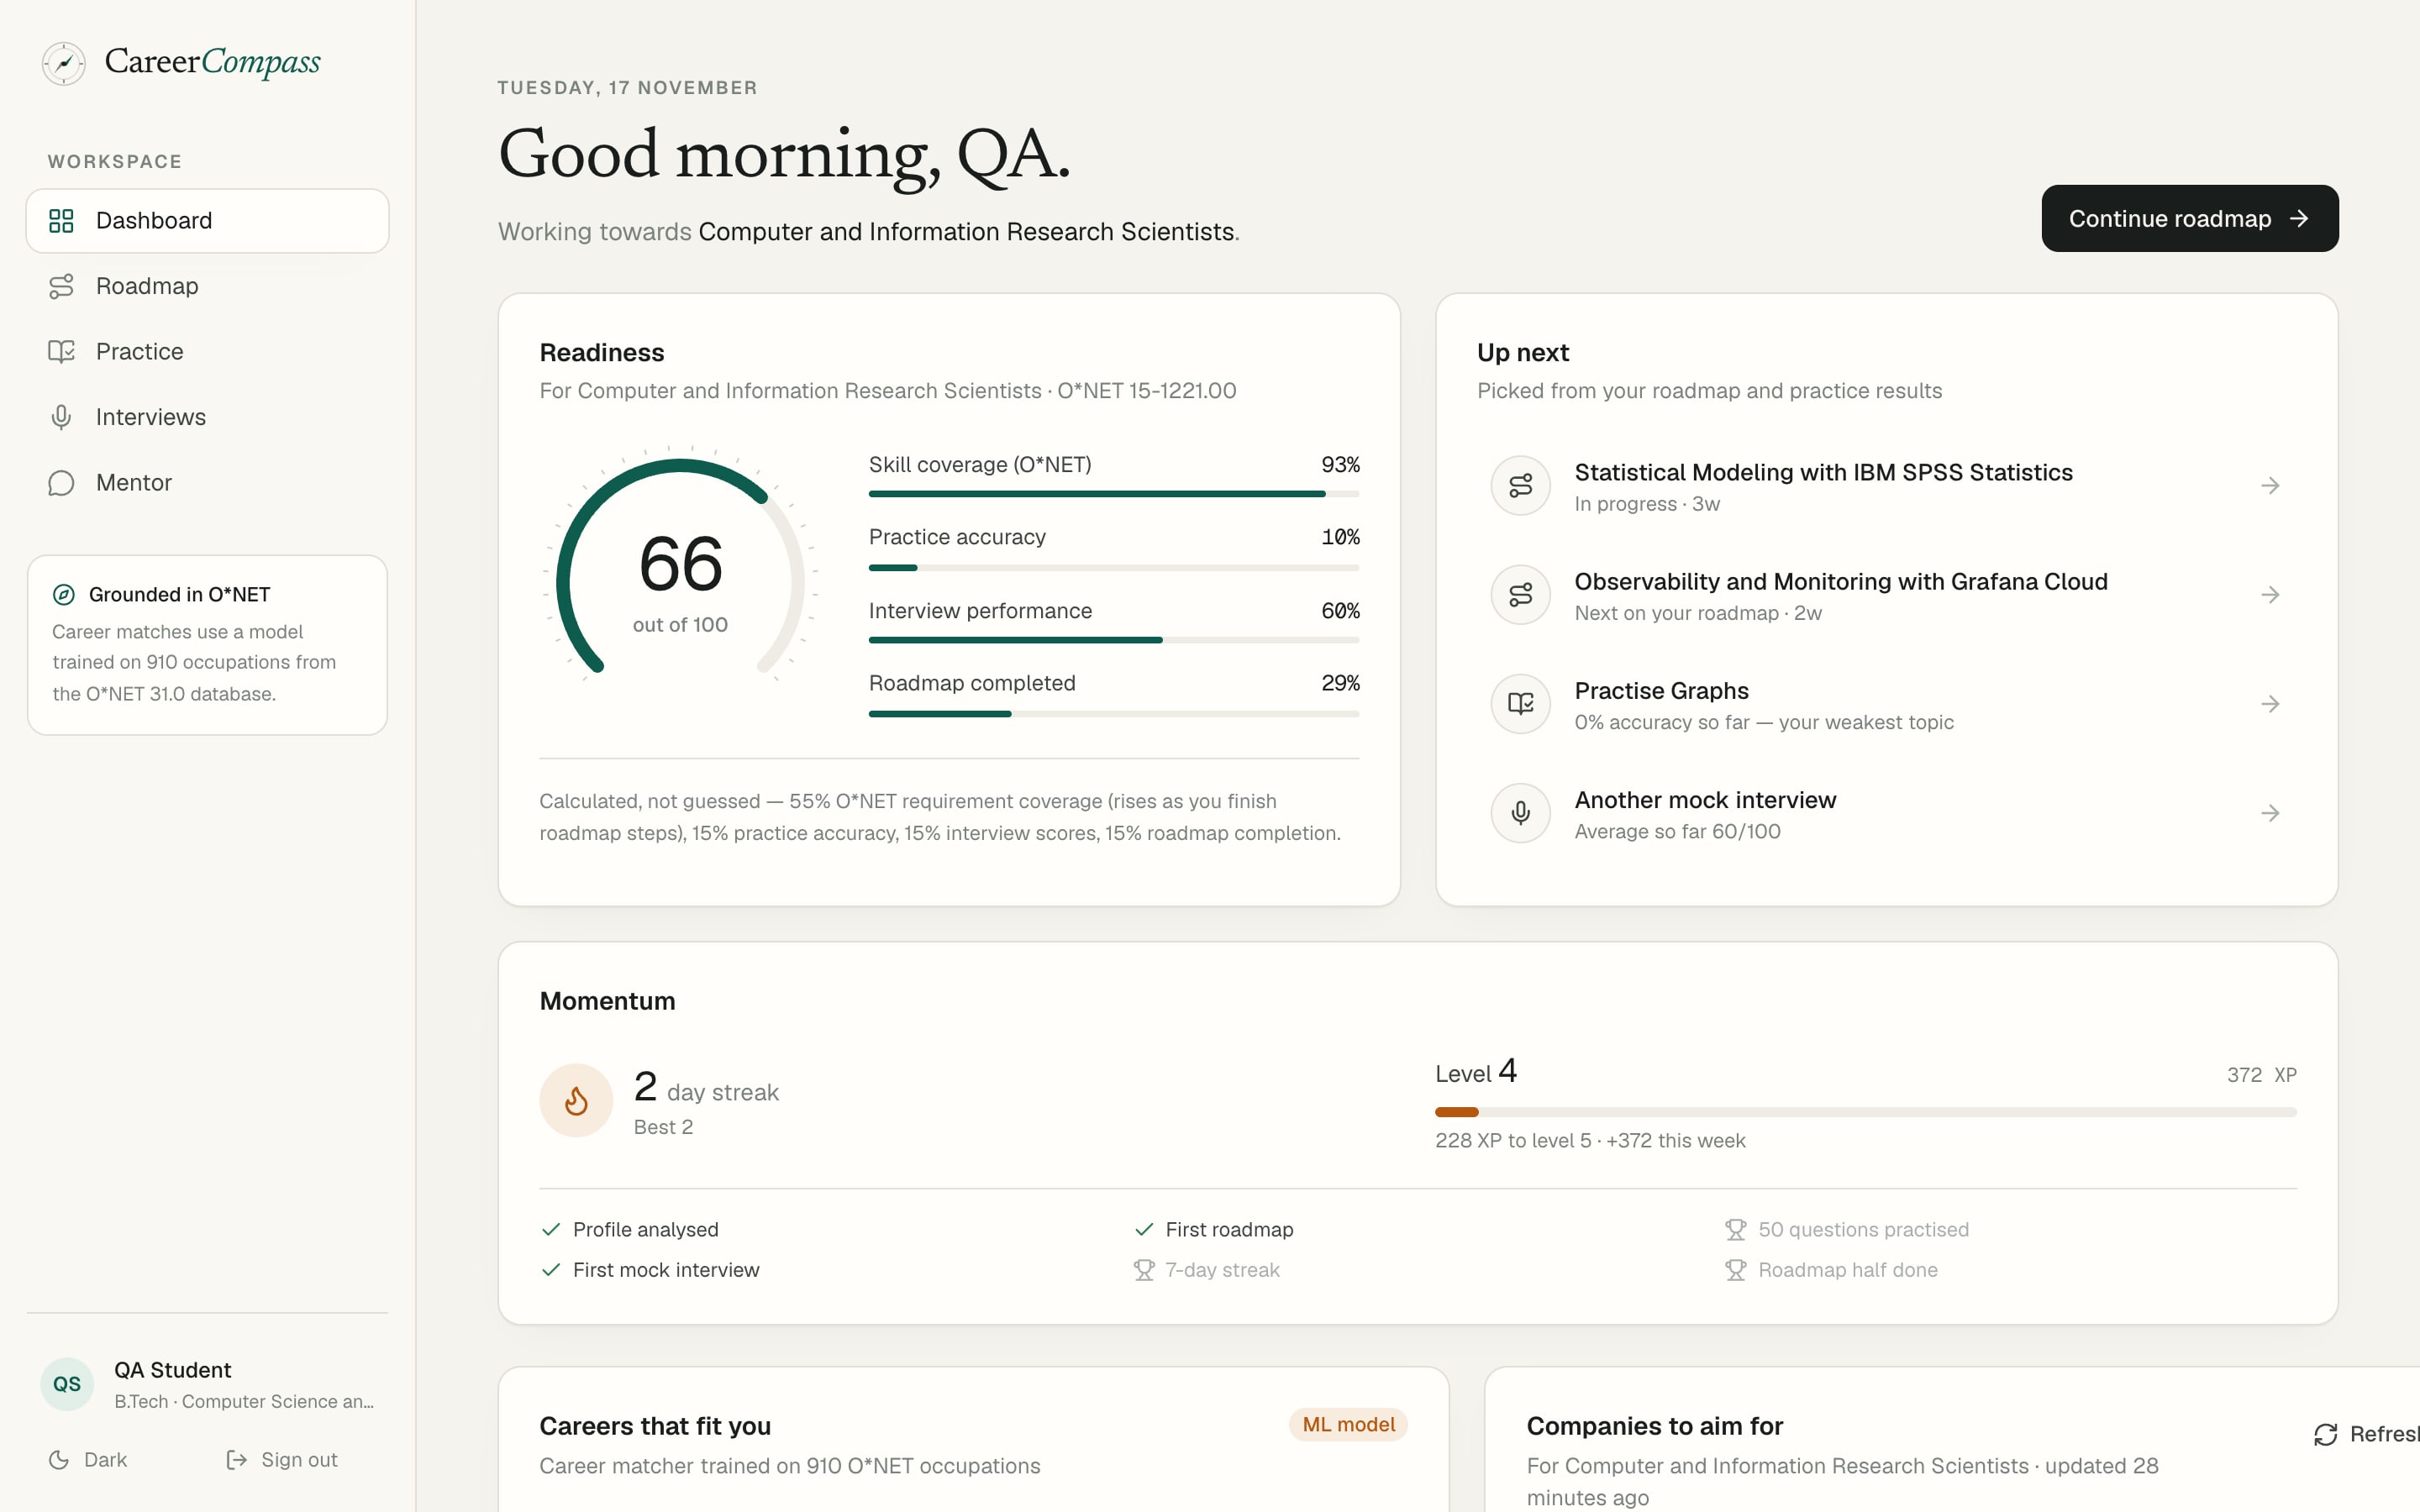 CareerCompass
WORKSPACE
Dashboard
Roadmap
Practice
Interviews
Mentor
Grounded in O*NET
Career matches use a model
trained on 910 occupations from
the O*NET 31.0 database.
QS
QA Student
B.Tech · Computer Science an...
Dark
Sign out
TUESDAY, 17 NOVEMBER
Good morning, QA.
Working towards Computer and Information Research Scientists.
Continue roadmap
Readiness
For Computer and Information Research Scientists · O*NET 15-1221.00
66
out of 100
Skill coverage (O*NET) 93%
Practice accuracy 10%
Interview performance 60%
Roadmap completed 29%
Calculated, not guessed — 55% O*NET requirement coverage (rises as you finish
roadmap steps), 15% practice accuracy, 15% interview scores, 15% roadmap completion.
Up next
Picked from your roadmap and practice results
Statistical Modeling with IBM SPSS Statistics
In progress · 3w
Observability and Monitoring with Grafana Cloud
Next on your roadmap · 2w
Practise Graphs
0% accuracy so far — your weakest topic
Another mock interview
Average so far 60/100
Momentum
2 day streak
Best 2
Level 4
372 XP
228 XP to level 5 · +372 this week
Profile analysed
First roadmap
50 questions practised
First mock interview
7-day streak
Roadmap half done
Careers that fit you
ML model
Career matcher trained on 910 O*NET occupations
Companies to aim for
For Computer and Information Research Scientists · updated 28
minutes ago